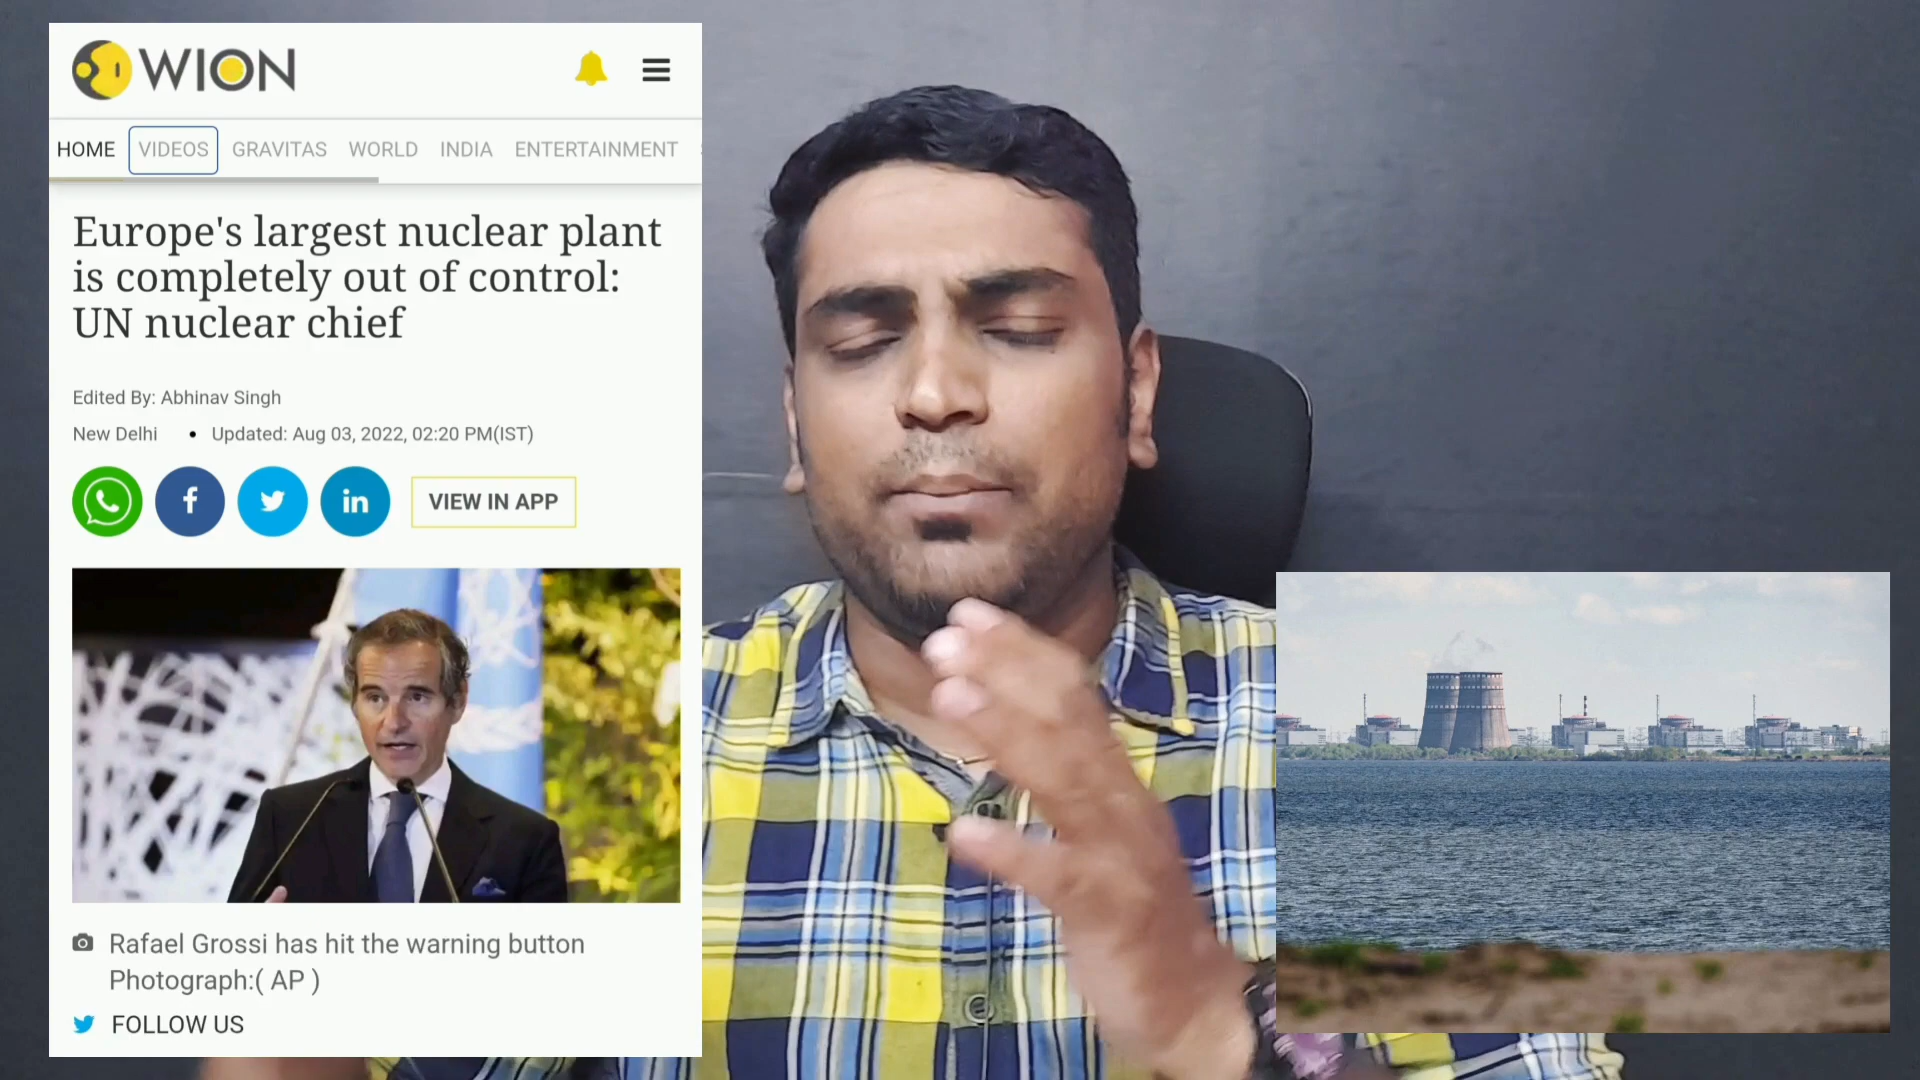 WION
HOME VIDEOS GRAVITAS WORLD INDIA ENTERTAINMENT
Europe's largest nuclear plant
is completely out of control:
UN nuclear chief
Edited By: Abhinav Singh
New Delhi • Updated: Aug 03, 2022, 02:20 PM(IST)
f in VIEW IN APP
Rafael Grossi has hit the warning button
Photograph:( AP )
FOLLOW US